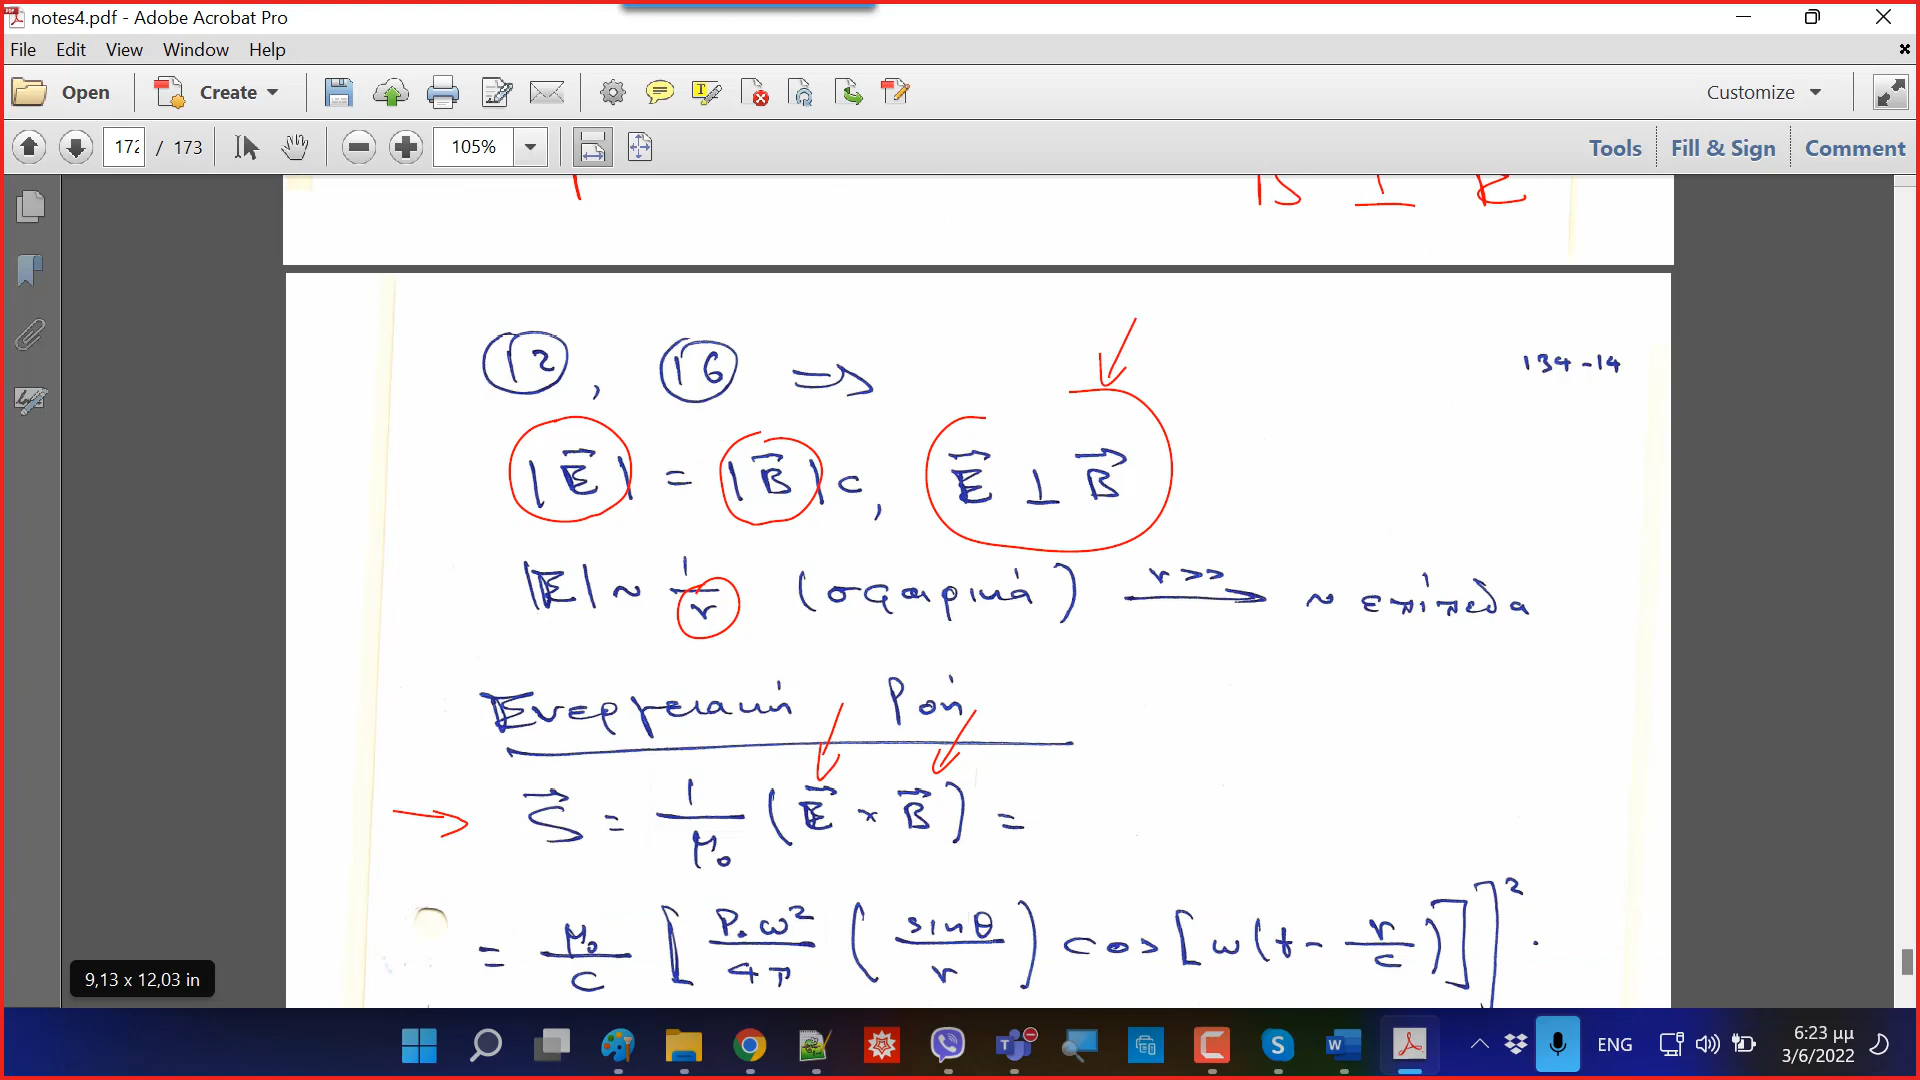 notes4.pdf - Adobe Acrobat Pro
File Edit View Window Help
Open Create Customize
172 / 173 105% Tools Fill & Sign Comment
B ⊥ E
12 , 16 ⇒ 134-14
|E⃗| = |B⃗| c, E⃗ ⊥ B⃗
|E| ~ 1/r (σφαιρικά) r>> → ~ επίπεδα
Ενεργειακή Ροή
S⃗ = 1/μ₀ (E⃗ × B⃗) =
= μ₀/c [ P₀ω²/4π (sinθ/r) cos[ω(t - r/c)]]² ·
9,13 x 12,03 in
ENG 6:23 μμ
3/6/2022